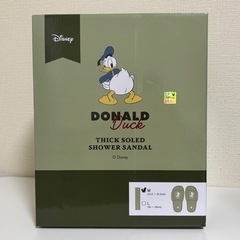 Disney
DONALD
Duck
THICK SOLED
SHOWER SANDAL
© Disney
M
L